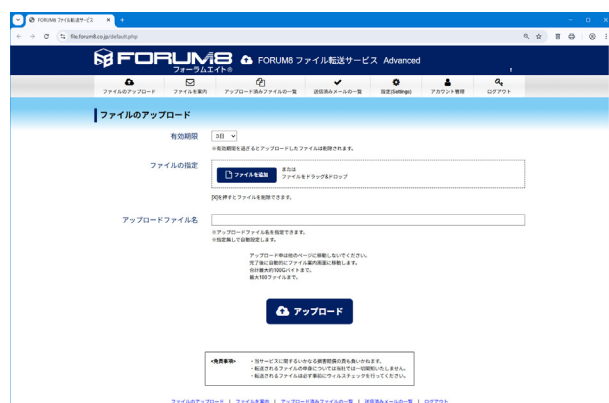 FORUM8 ファイル転送サービス
file.forum8.co.jp/default.php
FORUM8
フォーラムエイト®
FORUM8 ファイル転送サービス Advanced
ファイルのアップロード
ファイルを案内
アップロード済みファイルの一覧
送信済みメールの一覧
設定(Settings)
アカウント管理
ログアウト
ファイルのアップロード
有効期限
3日
※有効期間を過ぎるとアップロードしたファイルは削除されます。
ファイルの指定
ファイルを追加
または
ファイルをドラッグ&ドロップ
[X]を押すとファイルを削除できます。
アップロードファイル名
※アップロードファイル名を指定できます。
※指定無しで自動設定します。
アップロード中は他のページに移動しないでください。
完了後に自動的にファイル案内画面に移動します。
合計最大約100Gバイトまで。
最大100ファイルまで。
アップロード
<免責事項>
・当サービスに関するいかなる損害賠償の責も負いかねます。
・転送されるファイルの中身については当社では一切関知いたしません。
・転送されるファイルは必ず事前にウィルスチェックを行ってください。
ファイルのアップロード | ファイルを案内 | アップロード済みファイルの一覧 | 送信済みメールの一覧 | ログアウト